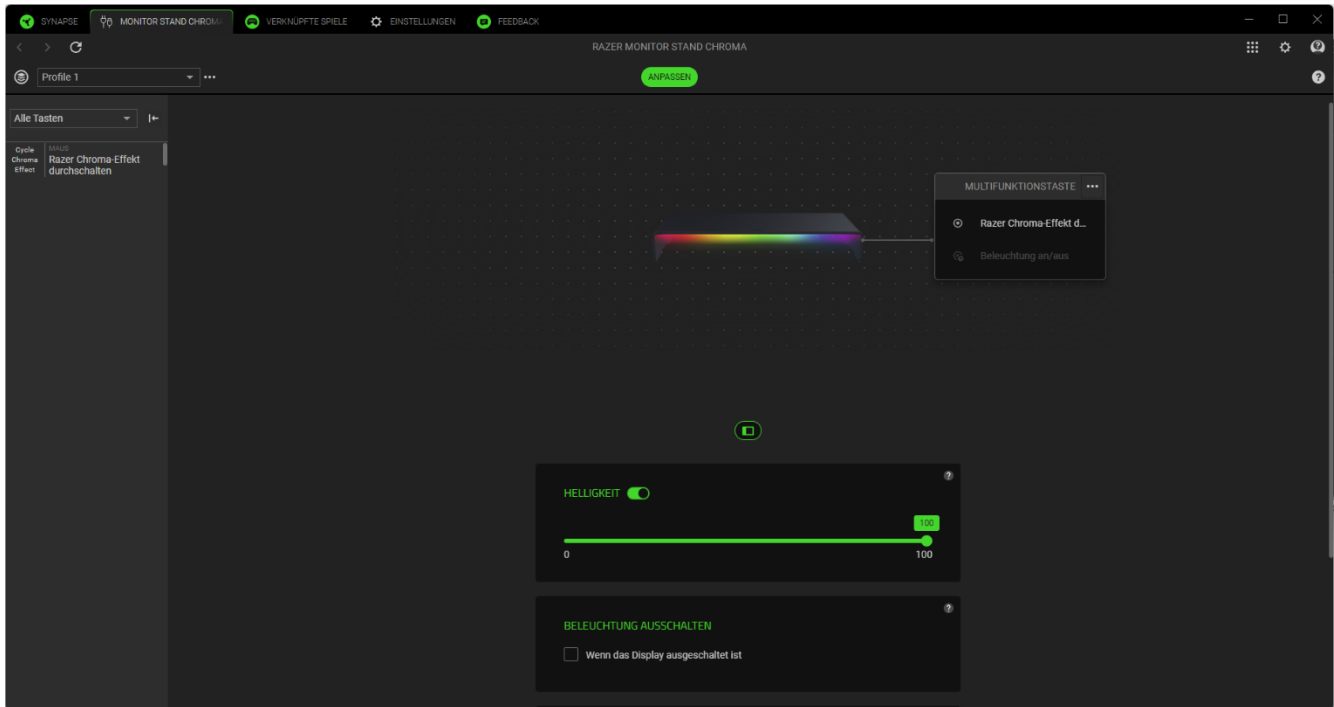 SYNAPSE
MONITOR STAND CHROMA
VERKNÜPFTE SPIELE
EINSTELLUNGEN
FEEDBACK
RAZER MONITOR STAND CHROMA
Profile 1
ANPASSEN
Alle Tasten
Cycle
Chroma
Effect
MAUS
Razer Chroma-Effekt
durchschalten
MULTIFUNKTIONSTASTE
Razer Chroma-Effekt d...
Beleuchtung an/aus
HELLIGKEIT
100
0
100
BELEUCHTUNG AUSSCHALTEN
Wenn das Display ausgeschaltet ist